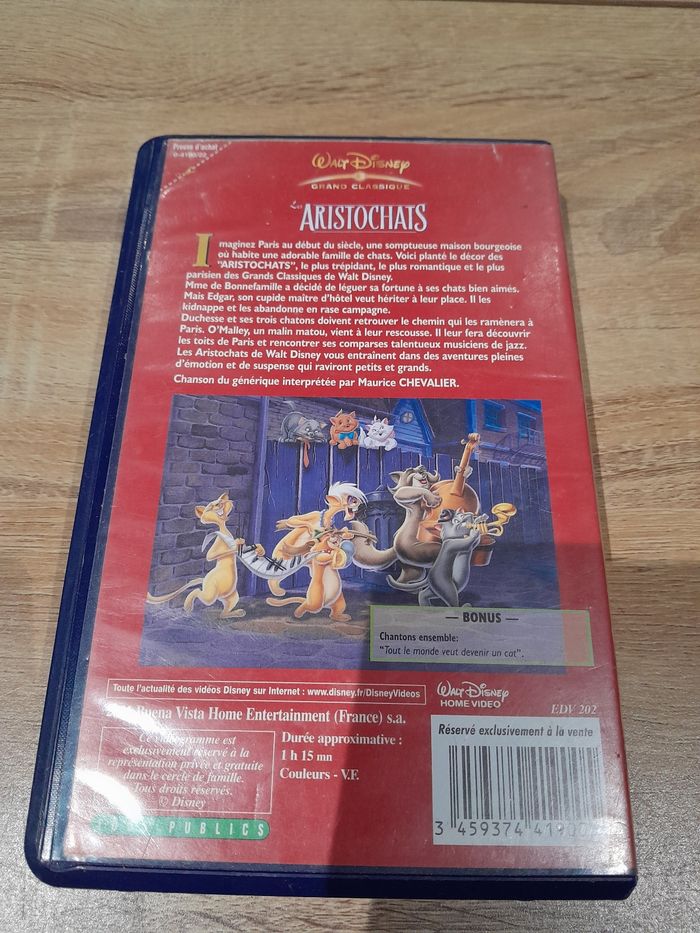 Preuve d'achat
WALT DISNEY
GRAND CLASSIQUE
Les
ARISTOCHATS
Imaginez Paris au début du siècle, une somptueuse maison bourgeoise
où habite une adorable famille de chats. Voici planté le décor des
"ARISTOCHATS", le plus trépidant, le plus romantique et le plus
parisien des Grands Classiques de Walt Disney.
Mme de Bonnefamille a décidé de léguer sa fortune à ses chats bien aimés.
Mais Edgar, son cupide maître d'hôtel veut hériter à leur place. Il les
kidnappe et les abandonne en rase campagne.
Duchesse et ses trois chatons doivent retrouver le chemin qui les ramènera à
Paris. O'Malley, un malin matou, vient à leur rescousse. Il leur fera découvrir
les toits de Paris et rencontrer ses comparses talentueux musiciens de jazz.
Les Aristochats de Walt Disney vous entraînent dans des aventures pleines
d'émotion et de suspense qui raviront petits et grands.
Chanson du générique interprétée par Maurice CHEVALIER.
— BONUS —
Chantons ensemble:
"Tout le monde veut devenir un cat".
Toute l'actualité des vidéos Disney sur Internet : www.disney.fr/DisneyVideos
WALT DISNEY
HOME VIDEO
EDV 202
Buena Vista Home Entertainment (France) s.a.
Ce vidéogramme est
exclusivement réservé à la
représentation privée et gratuite
dans le cercle de famille.
Tous droits réservés.
© Disney
Durée approximative :
1 h 15 mn
Couleurs - V.F.
Réservé exclusivement à la vente
PUBLICS
3 459374 419